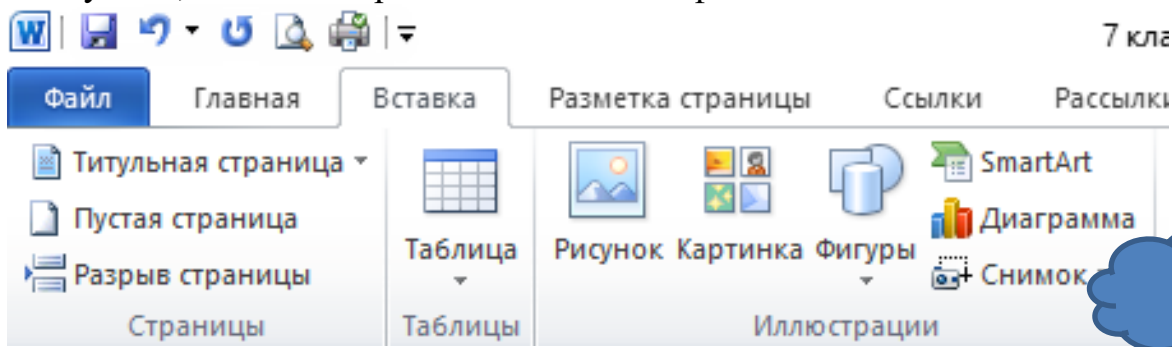 7 кла
Файл Главная Вставка Разметка страницы Ссылки Рассылки
Титульная страница
Пустая страница
Разрыв страницы
Таблица
Рисунок Картинка Фигуры
SmartArt
Диаграмма
Снимок
Страницы Таблицы Иллюстрации